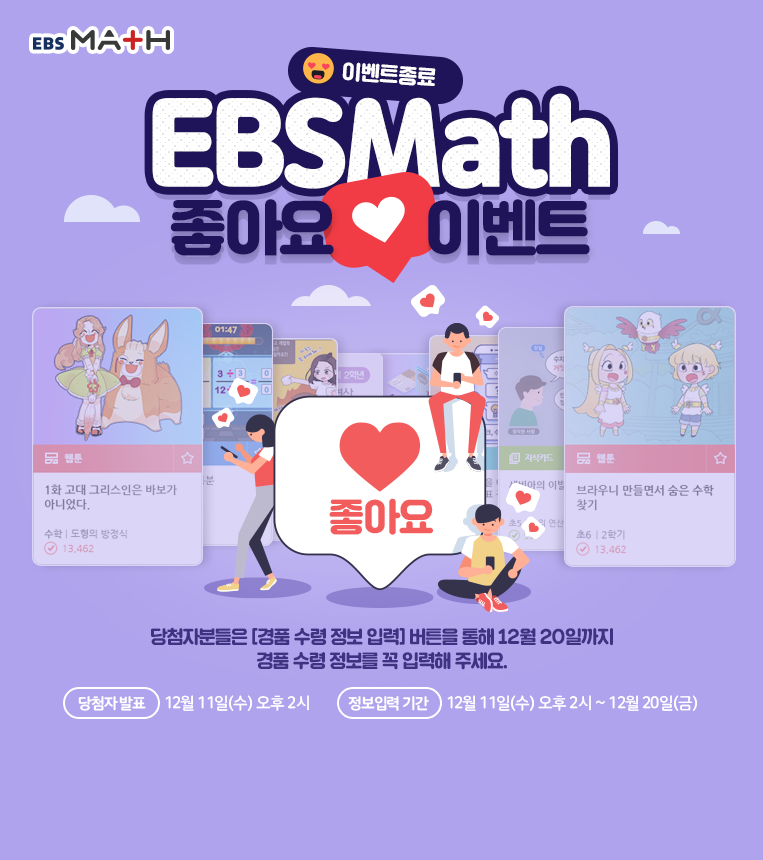 EBS MATH
이벤트종료
EBSMath
좋아요 이벤트
01:47
2학년
웹툰
1화 고대 그리스인은 바보가
아니었다.
수학 | 도형의 방정식
13,462
좋아요
지식카드
웹툰
브라우니 만들면서 숨은 수학
찾기
초6 | 2학기
13,462
당첨자분들은 [경품 수령 정보 입력] 버튼을 통해 12월 20일까지
경품 수령 정보를 꼭 입력해 주세요.
당첨자 발표 12월 11일(수) 오후 2시 정보입력 기간 12월 11일(수) 오후 2시 ~ 12월 20일(금)